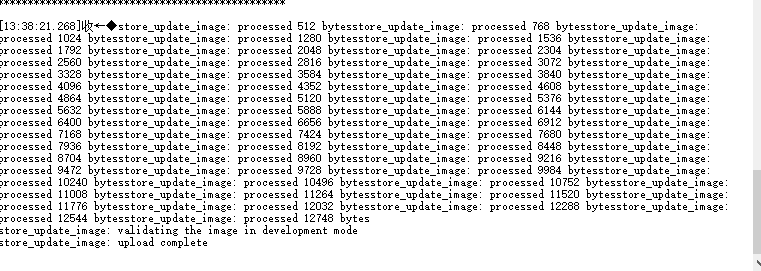 **************************************************
[13:38:21.268]收←◆store_update_image: processed 512 bytesstore_update_image: processed 768 bytesstore_update_image:
processed 1024 bytesstore_update_image: processed 1280 bytesstore_update_image: processed 1536 bytesstore_update_image:
processed 1792 bytesstore_update_image: processed 2048 bytesstore_update_image: processed 2304 bytesstore_update_image:
processed 2560 bytesstore_update_image: processed 2816 bytesstore_update_image: processed 3072 bytesstore_update_image:
processed 3328 bytesstore_update_image: processed 3584 bytesstore_update_image: processed 3840 bytesstore_update_image:
processed 4096 bytesstore_update_image: processed 4352 bytesstore_update_image: processed 4608 bytesstore_update_image:
processed 4864 bytesstore_update_image: processed 5120 bytesstore_update_image: processed 5376 bytesstore_update_image:
processed 5632 bytesstore_update_image: processed 5888 bytesstore_update_image: processed 6144 bytesstore_update_image:
processed 6400 bytesstore_update_image: processed 6656 bytesstore_update_image: processed 6912 bytesstore_update_image:
processed 7168 bytesstore_update_image: processed 7424 bytesstore_update_image: processed 7680 bytesstore_update_image:
processed 7936 bytesstore_update_image: processed 8192 bytesstore_update_image: processed 8448 bytesstore_update_image:
processed 8704 bytesstore_update_image: processed 8960 bytesstore_update_image: processed 9216 bytesstore_update_image:
processed 9472 bytesstore_update_image: processed 9728 bytesstore_update_image: processed 9984 bytesstore_update_image:
processed 10240 bytesstore_update_image: processed 10496 bytesstore_update_image: processed 10752 bytesstore_update_image:
processed 11008 bytesstore_update_image: processed 11264 bytesstore_update_image: processed 11520 bytesstore_update_image:
processed 11776 bytesstore_update_image: processed 12032 bytesstore_update_image: processed 12288 bytesstore_update_image:
processed 12544 bytesstore_update_image: processed 12748 bytes
store_update_image: validating the image in development mode
store_update_image: upload complete